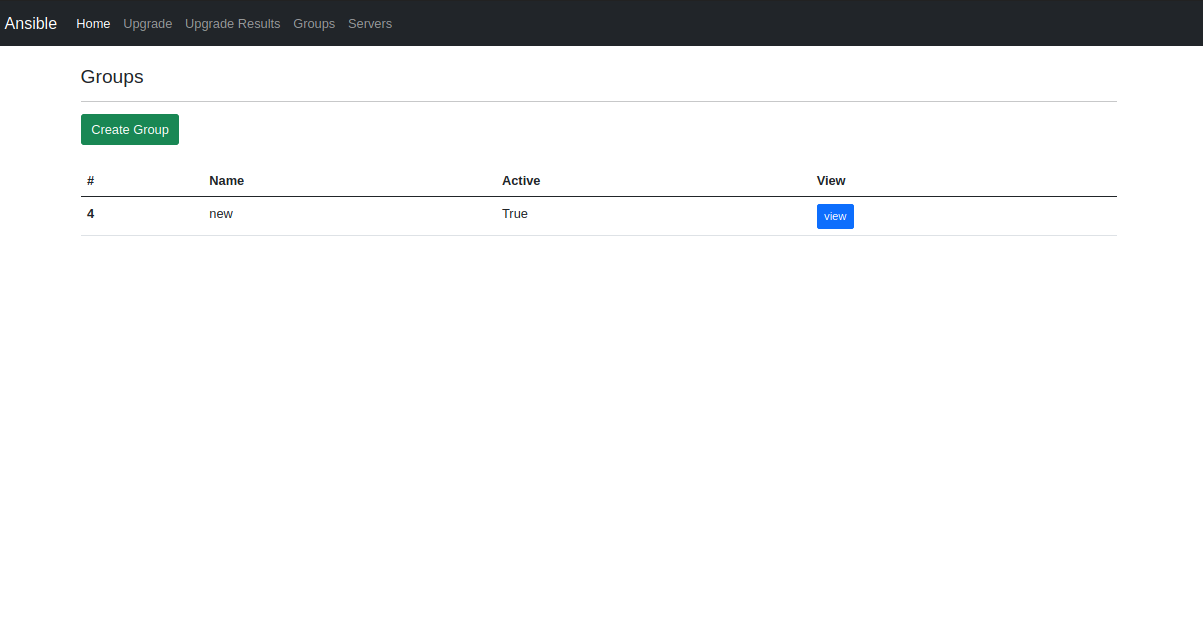 Ansible Home Upgrade Upgrade Results Groups Servers
Groups
Create Group
# Name Active View
4 new True view